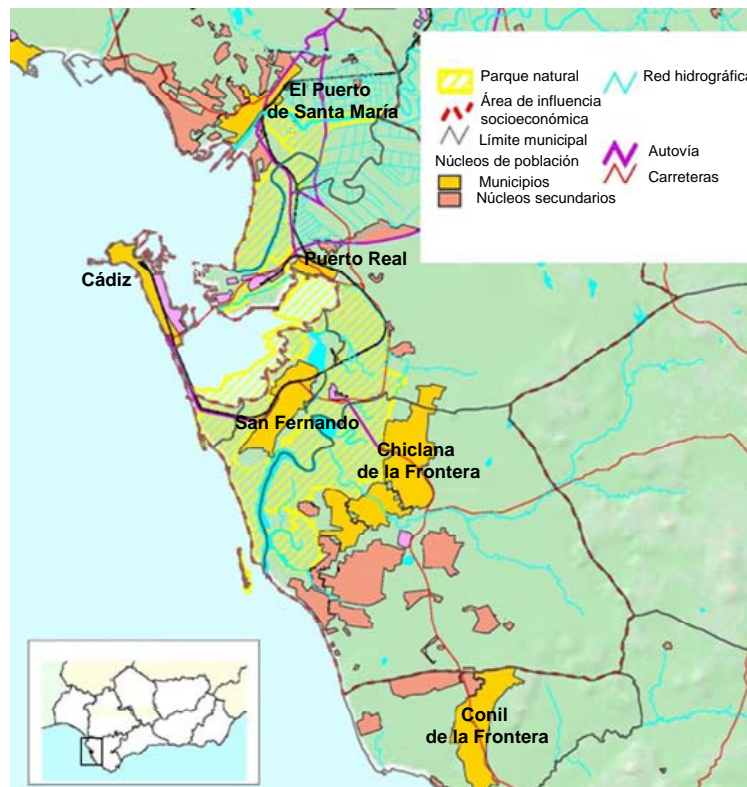 El Puerto
de Santa María
Puerto Real
Cádiz
San Fernando
Chiclana
de la Frontera
Conil
de la Frontera
Parque natural
Red hidrográfica
Área de influencia
socioeconómica
Límite municipal
Núcleos de población
Autovía
Municipios
Carreteras
Núcleos secundarios